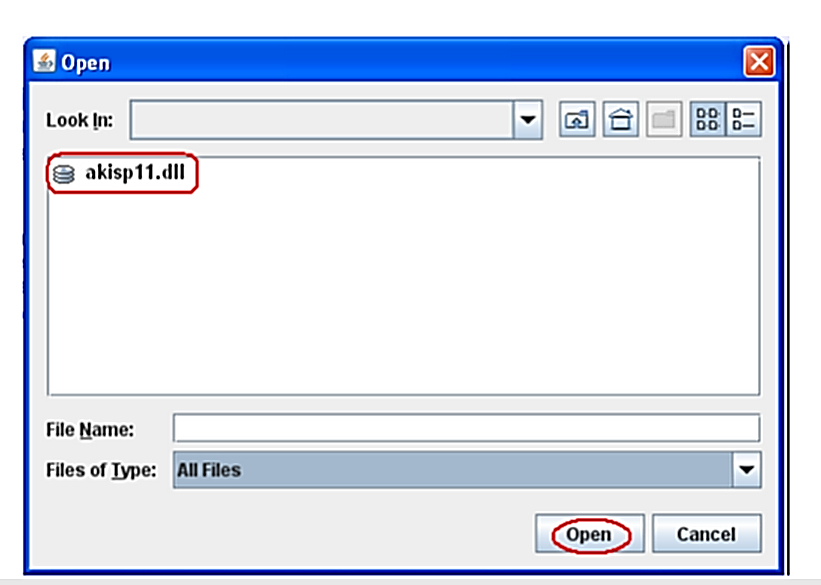 Open
Look In:
akisp11.dll
File Name:
Files of Type: All Files
Open Cancel